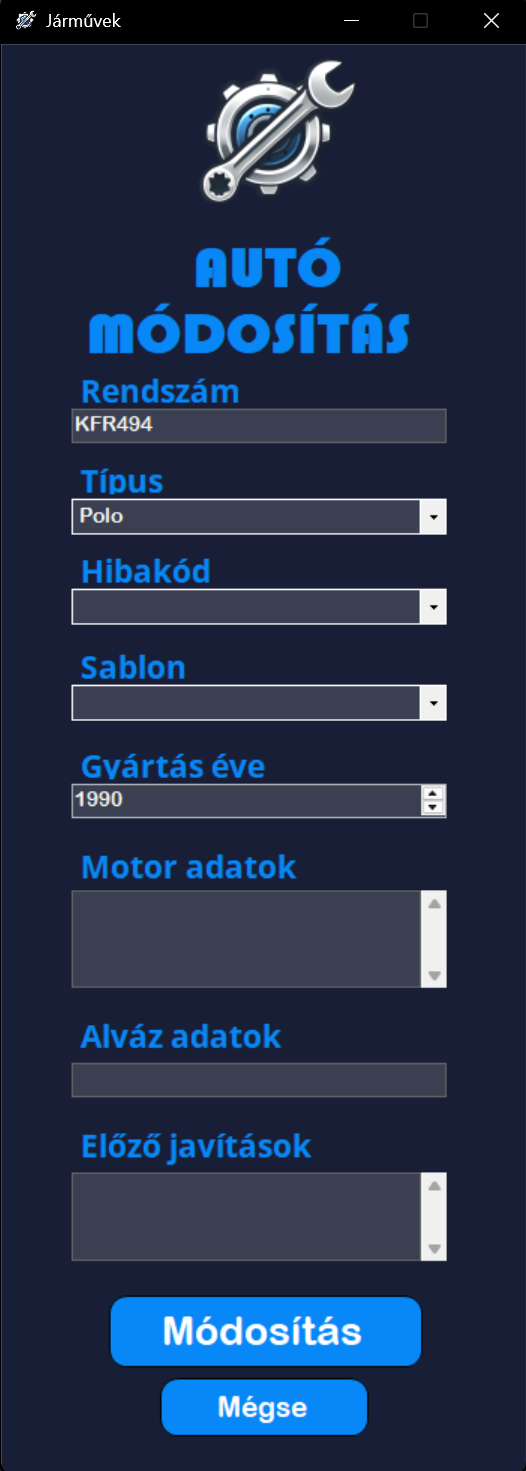 Járművek
AUTÓ
MÓDOSÍTÁS
Rendszám
KFR494
Típus
Polo
Hibakód
Sablon
Gyártás éve
1990
Motor adatok
Alváz adatok
Előző javítások
Módosítás
Mégse